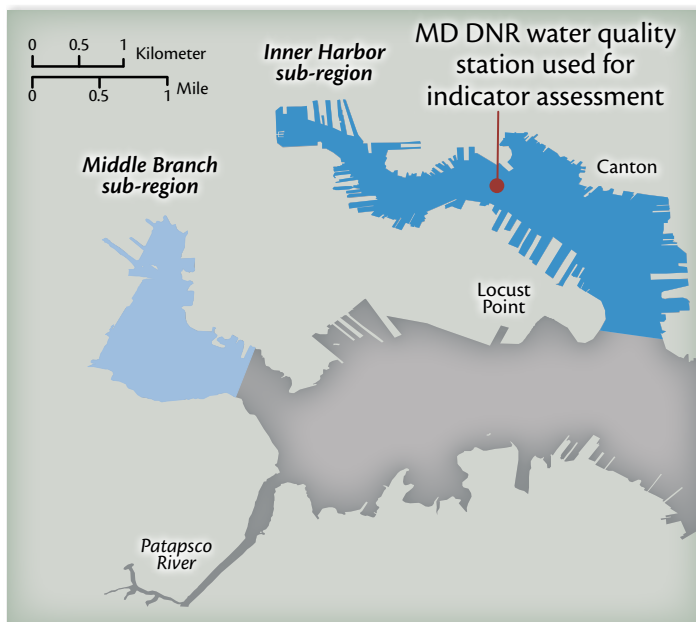 0 0.5 1 Kilometer
0 0.5 1 Mile
Inner Harbor
sub-region
MD DNR water quality
station used for
indicator assessment
Middle Branch
sub-region
Canton
Locust
Point
Patapsco
River